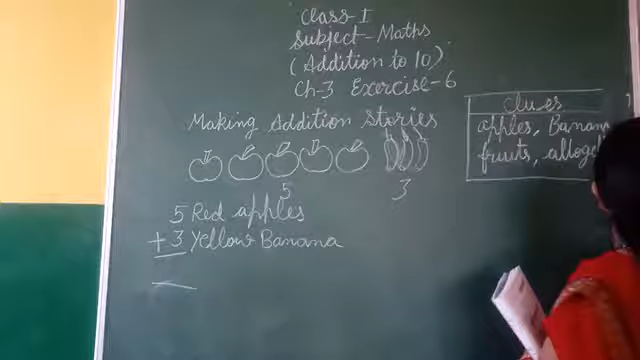 Class-I
Subject-Maths
(Addition to 10)
Ch-3 Exercise-6
Making Addition Stories
5
3
5 Red apples
+3 Yellow Banana
clues
apples, Banana
fruits,